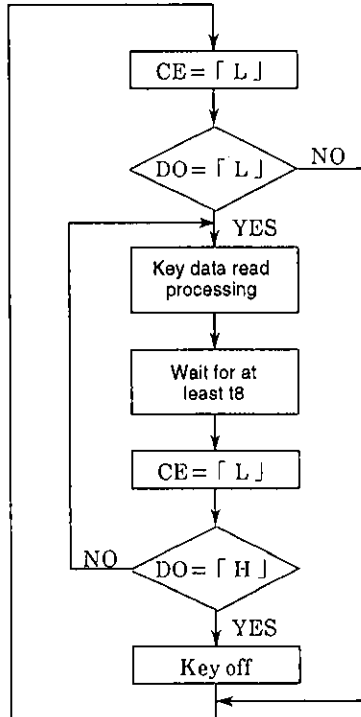 CE=「L」
DO=「L」
NO
YES
Key data read
processing
Wait for at
least t8
CE=「L」
NO
DO=「H」
YES
Key off